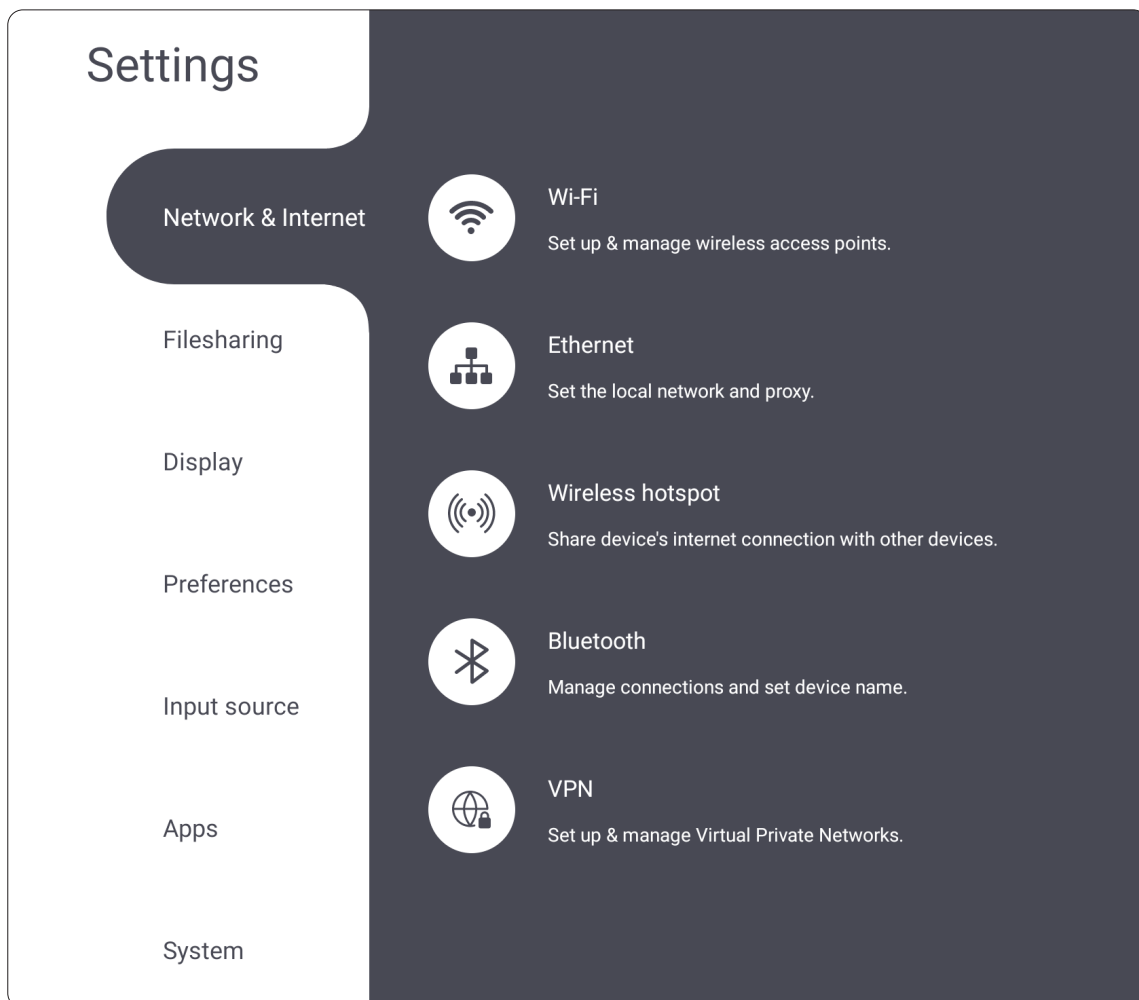 Settings
Network & Internet
Filesharing
Display
Preferences
Input source
Apps
System
Wi-Fi
Set up & manage wireless access points.
Ethernet
Set the local network and proxy.
Wireless hotspot
Share device's internet connection with other devices.
Bluetooth
Manage connections and set device name.
VPN
Set up & manage Virtual Private Networks.